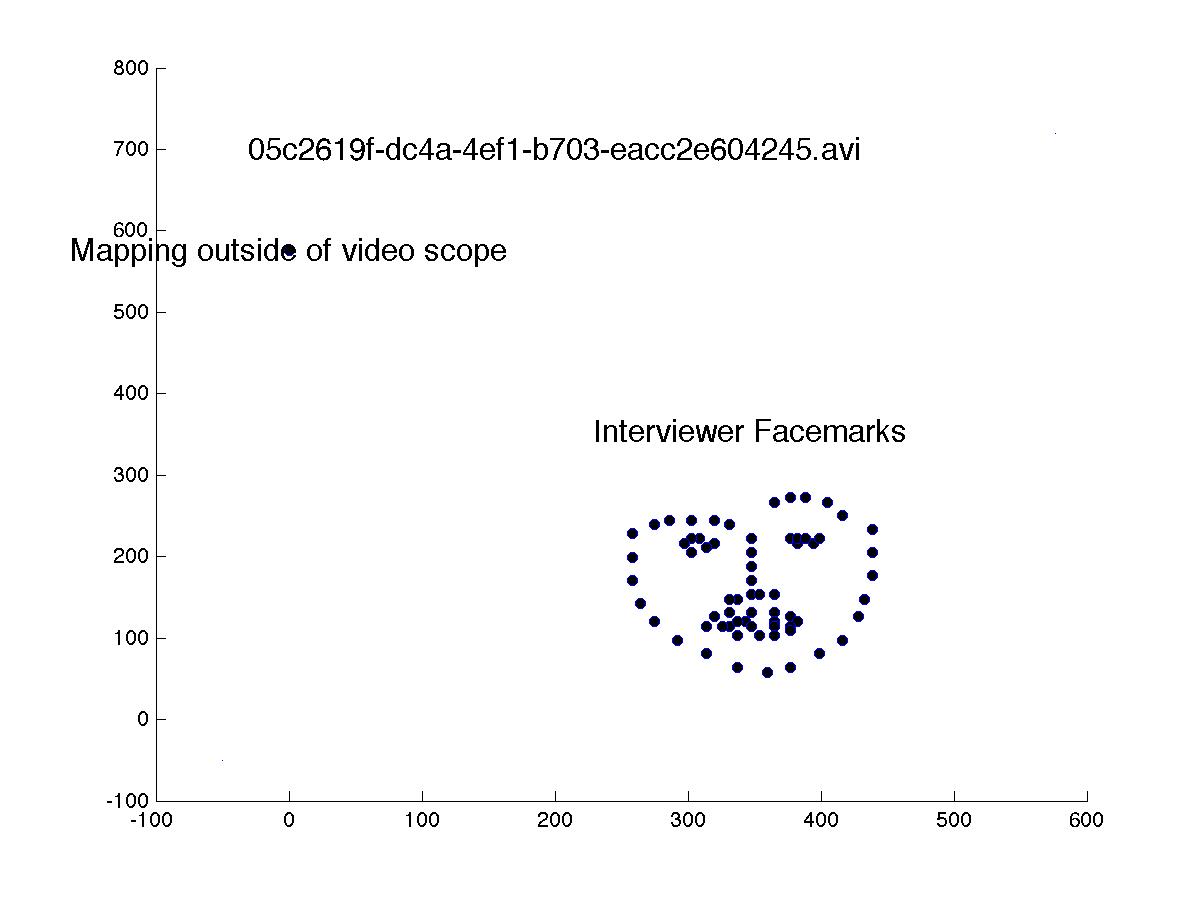 800
700
05c2619f-dc4a-4ef1-b703-eacc2e604245.avi
600
Mapping outside of video scope
500
400
Interviewer Facemarks
300
200
100
0
-100
-100 0 100 200 300 400 500 600